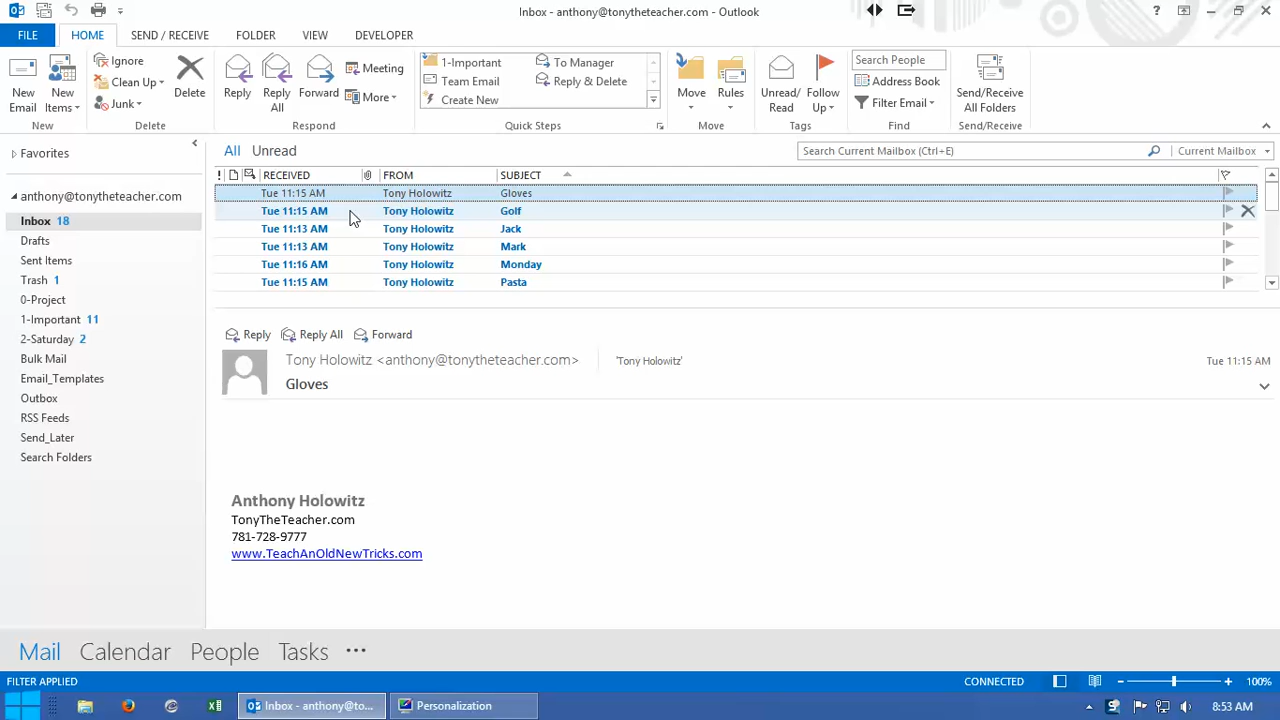 Inbox - anthony@tonytheteacher.com - Outlook
FILE HOME SEND / RECEIVE FOLDER VIEW DEVELOPER
New Email
New Items
New
Ignore
Clean Up
Junk
Delete
Delete
Reply
Reply All
Forward
Meeting
More
Respond
1-Important
Team Email
Create New
To Manager
Reply & Delete
Quick Steps
Move
Rules
Move
Unread/ Read
Follow Up
Tags
Search People
Address Book
Filter Email
Find
Send/Receive All Folders
Send/Receive
Favorites
anthony@tonytheteacher.com
Inbox 18
Drafts
Sent Items
Trash 1
0-Project
1-Important 11
2-Saturday 2
Bulk Mail
Email_Templates
Outbox
RSS Feeds
Send_Later
Search Folders
All Unread
Search Current Mailbox (Ctrl+E) Current Mailbox
RECEIVED FROM SUBJECT
Tue 11:15 AM Tony Holowitz Gloves
Tue 11:15 AM Tony Holowitz Golf
Tue 11:13 AM Tony Holowitz Jack
Tue 11:13 AM Tony Holowitz Mark
Tue 11:16 AM Tony Holowitz Monday
Tue 11:15 AM Tony Holowitz Pasta
Reply Reply All Forward
Tony Holowitz <anthony@tonytheteacher.com> 'Tony Holowitz' Tue 11:15 AM
Gloves
Anthony Holowitz
TonyTheTeacher.com
781-728-9777
www.TeachAnOldNewTricks.com
Mail Calendar People Tasks ···
FILTER APPLIED CONNECTED 100%
Inbox - anthony@to... Personalization 8:53 AM